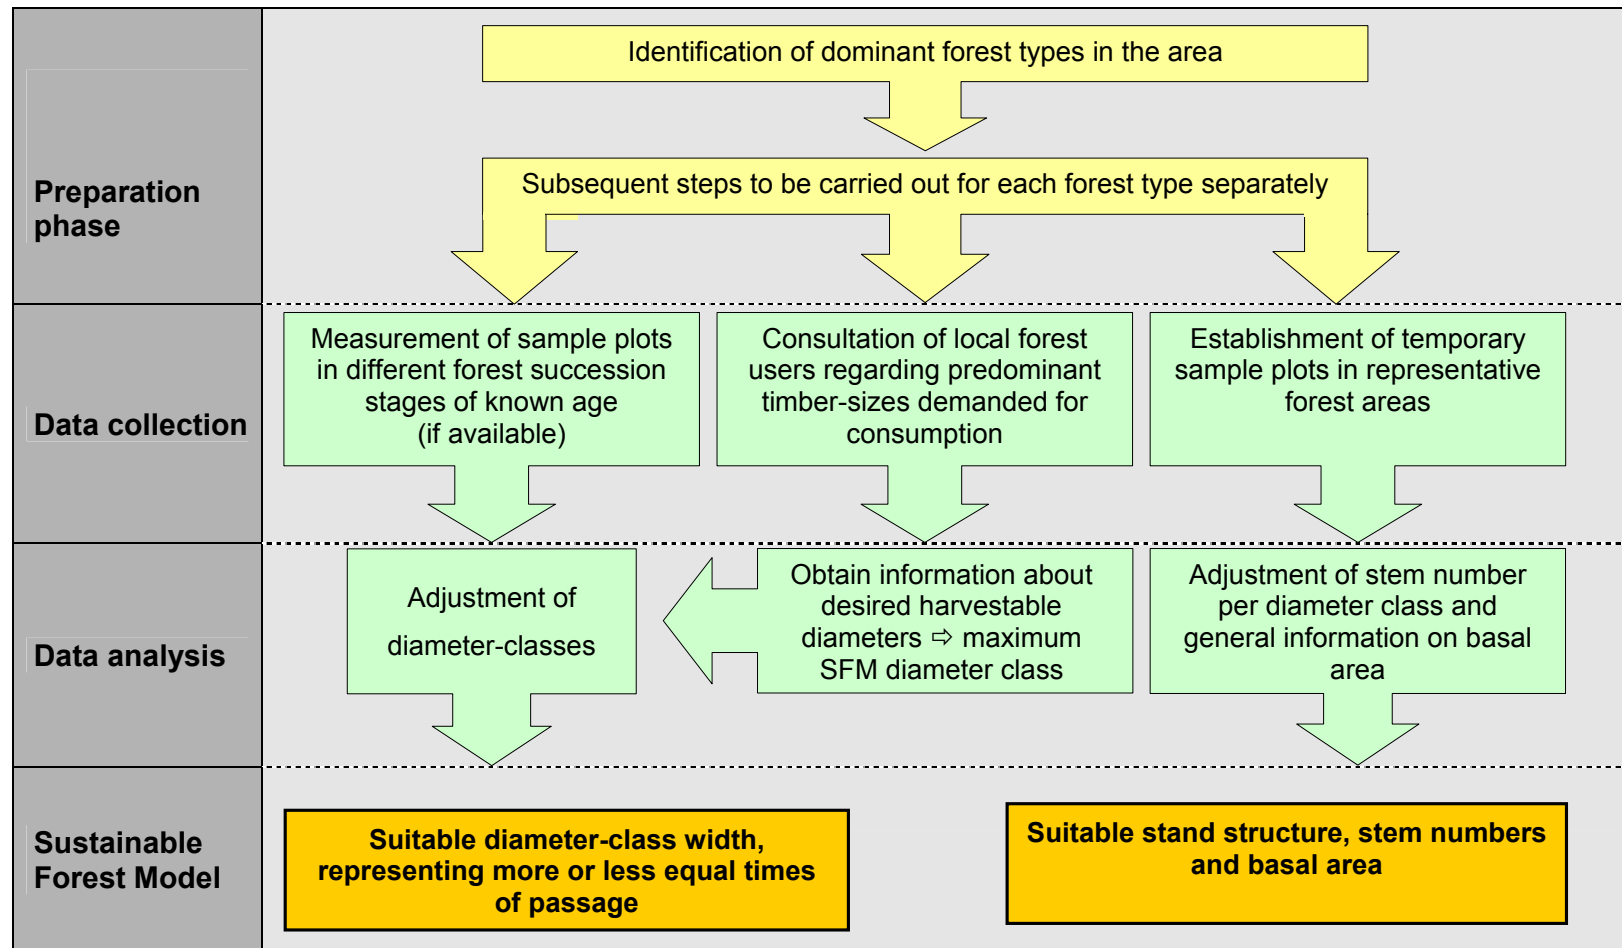 Preparation
phase
Identification of dominant forest types in the area
Subsequent steps to be carried out for each forest type separately
Data collection
Measurement of sample plots
in different forest succession
stages of known age
(if available)
Consultation of local forest
users regarding predominant
timber-sizes demanded for
consumption
Establishment of temporary
sample plots in representative
forest areas
Data analysis
Adjustment of
diameter-classes
Obtain information about
desired harvestable
diameters ⇨ maximum
SFM diameter class
Adjustment of stem number
per diameter class and
general information on basal
area
Sustainable
Forest Model
Suitable diameter-class width,
representing more or less equal times
of passage
Suitable stand structure, stem numbers
and basal area